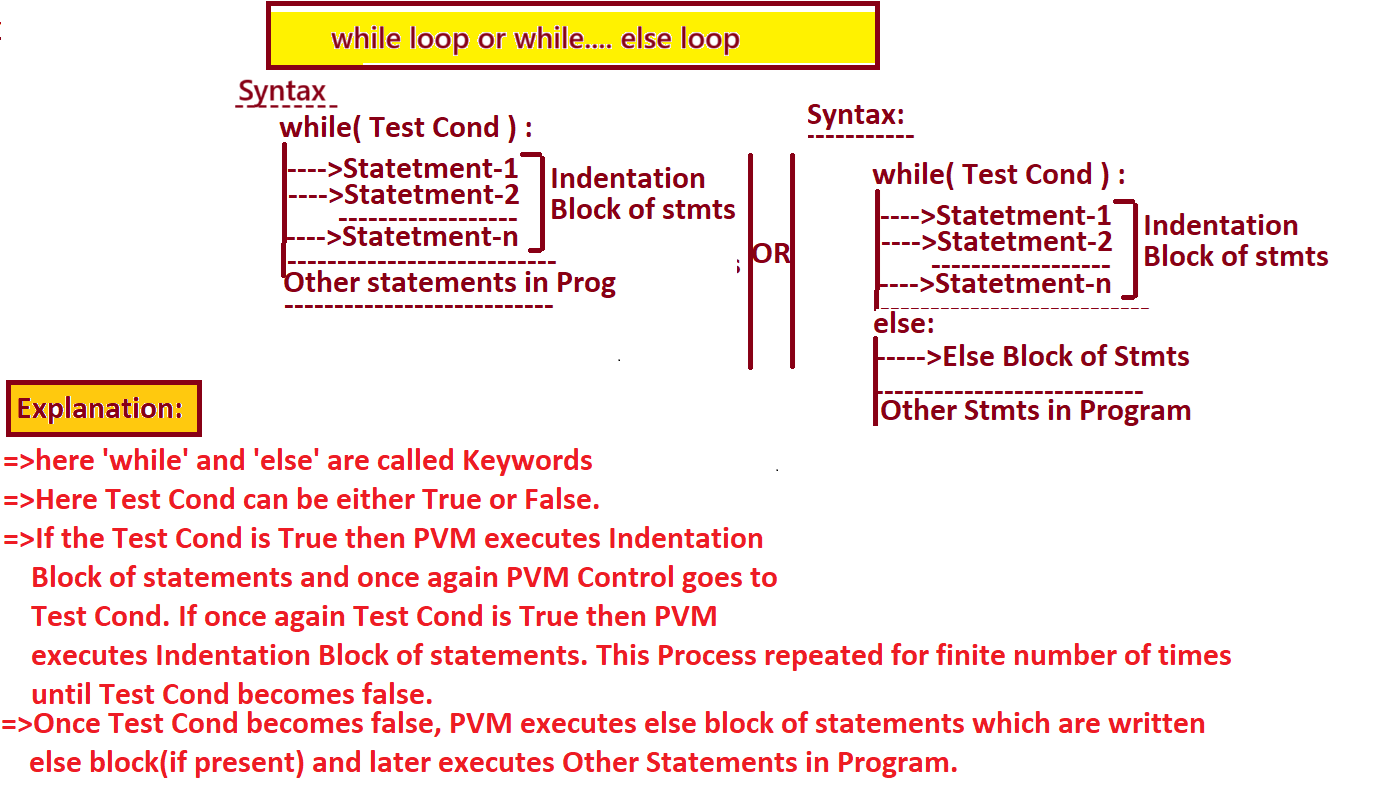 while loop or while.... else loop
Syntax
while( Test Cond ) :
---->Statetment-1
---->Statetment-2
------------------
---->Statetment-n
Indentation
Block of stmts
---------------------------
Other statements in Prog
---------------------------
OR
Syntax:
-----------
while( Test Cond ) :
---->Statetment-1
---->Statetment-2
------------------
---->Statetment-n
Indentation
Block of stmts
---------------------------
else:
----->Else Block of Stmts
---------------------------
Other Stmts in Program
Explanation:
=>here 'while' and 'else' are called Keywords
=>Here Test Cond can be either True or False.
=>If the Test Cond is True then PVM executes Indentation
Block of statements and once again PVM Control goes to
Test Cond. If once again Test Cond is True then PVM
executes Indentation Block of statements. This Process repeated for finite number of times
until Test Cond becomes false.
=>Once Test Cond becomes false, PVM executes else block of statements which are written
else block(if present) and later executes Other Statements in Program.